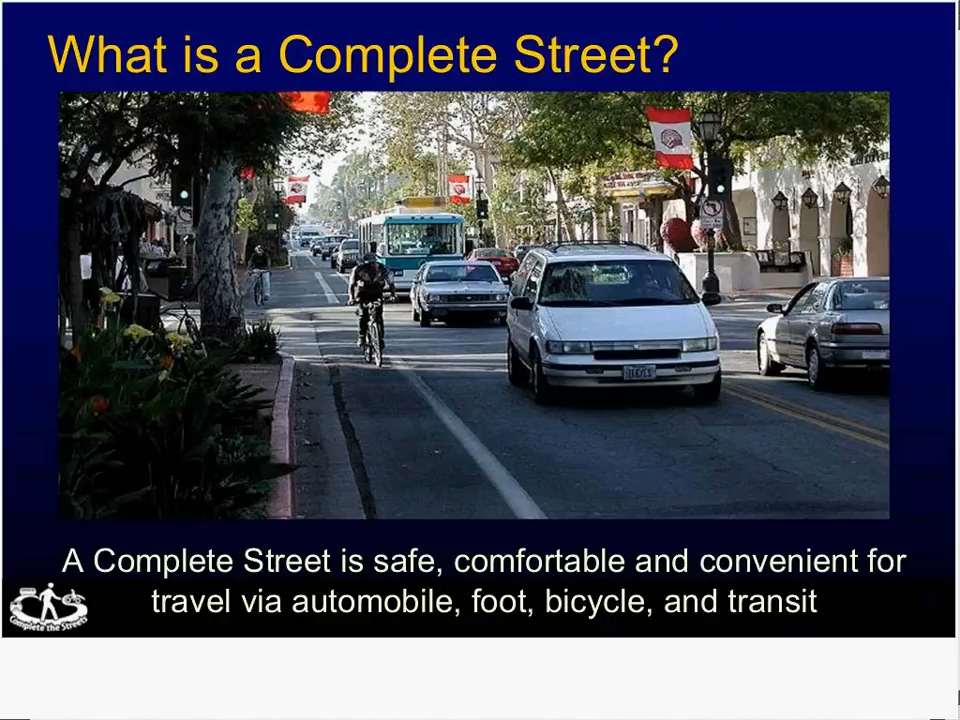 What is a Complete Street?
A Complete Street is safe, comfortable and convenient for
travel via automobile, foot, bicycle, and transit
Complete the Streets